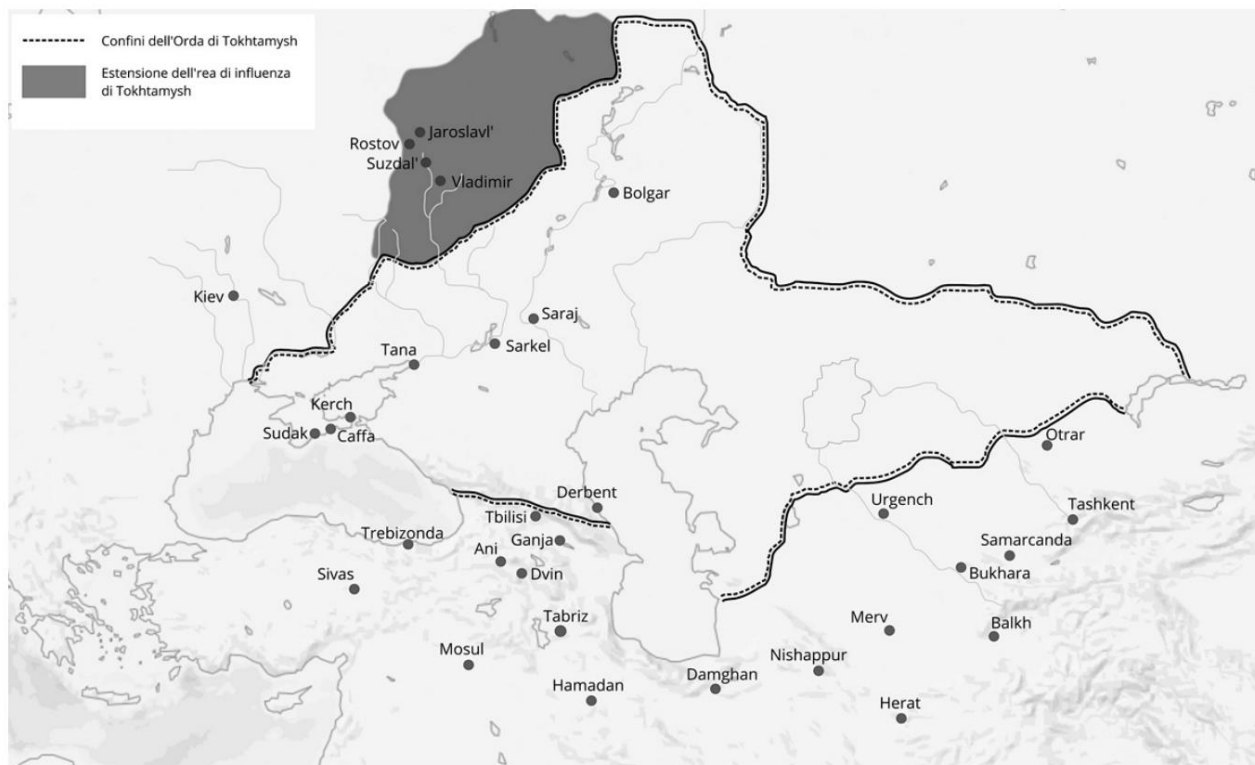 Confini dell'Orda di Tokhtamysh
Estensione dell'rea di influenza
di Tokhtamysh
Jaroslavl'
Rostov
Suzdal'
Vladimir
Bolgar
Kiev
Saraj
Sarkel
Tana
Kerch
Sudak
Caffa
Otrar
Derbent
Urgench
Tbilisi
Tashkent
Trebizonda
Ganja
Samarcanda
Ani
Dvin
Bukhara
Sivas
Tabriz
Merv
Balkh
Mosul
Nishappur
Damghan
Hamadan
Herat